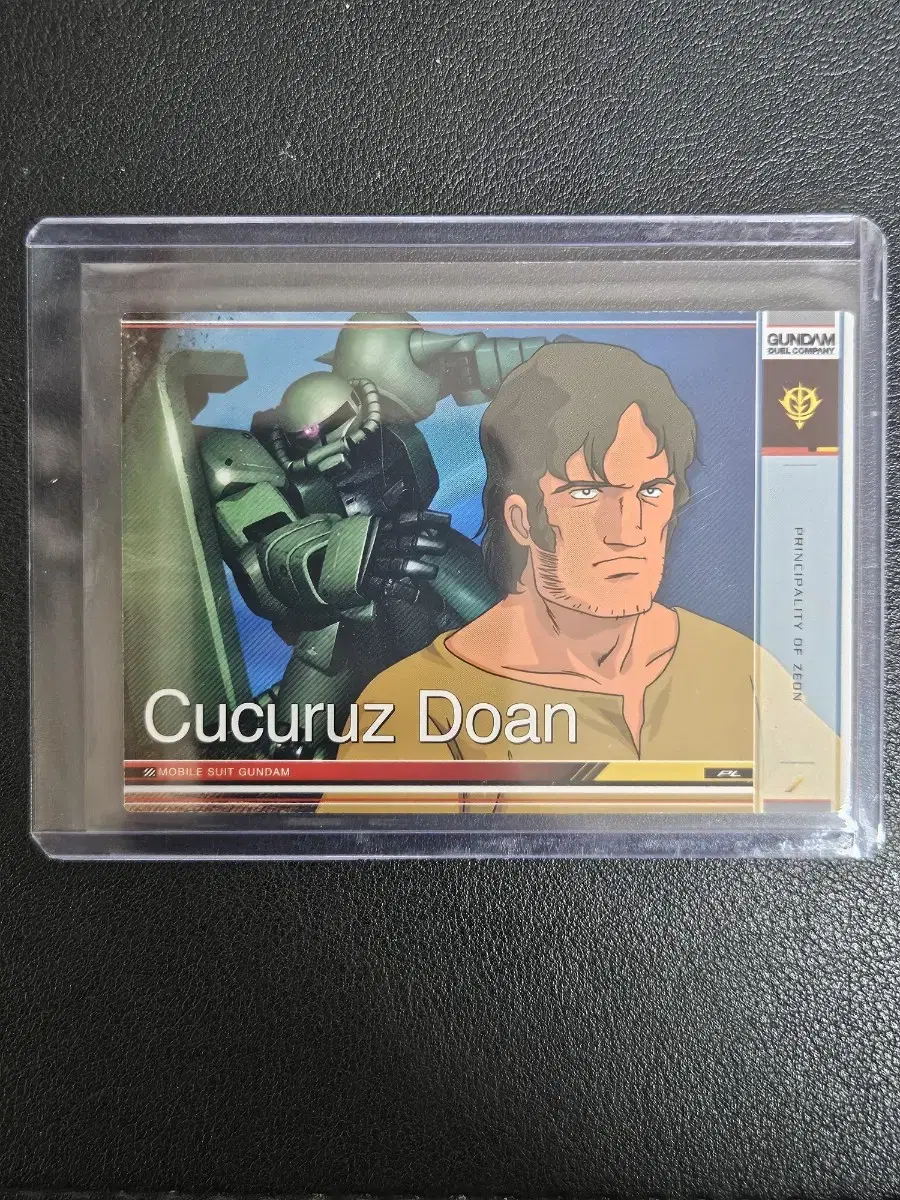 GUNDAM
DUEL COMPANY
PRINCIPALITY OF ZEON
Cucuruz Doan
MOBILE SUIT GUNDAM
PL